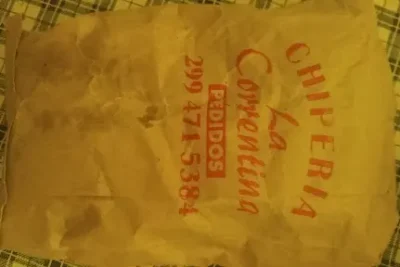 CHIPERIA
La
Correntina
PEDIDOS
299 471 5384